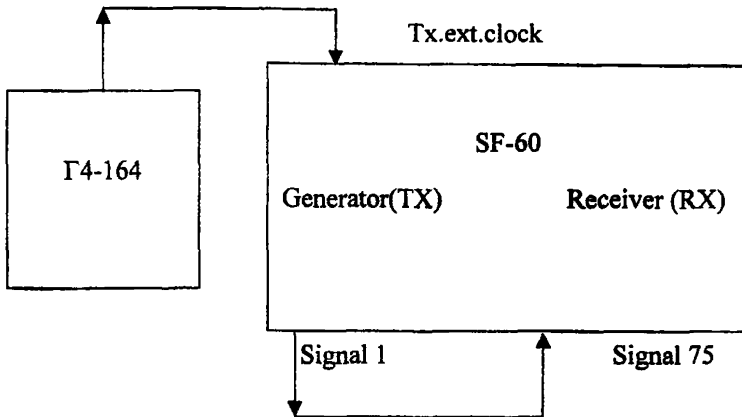 Tx.ext.clock
Г4-164
SF-60
Generator(TX)
Receiver (RX)
Signal 1
Signal 75